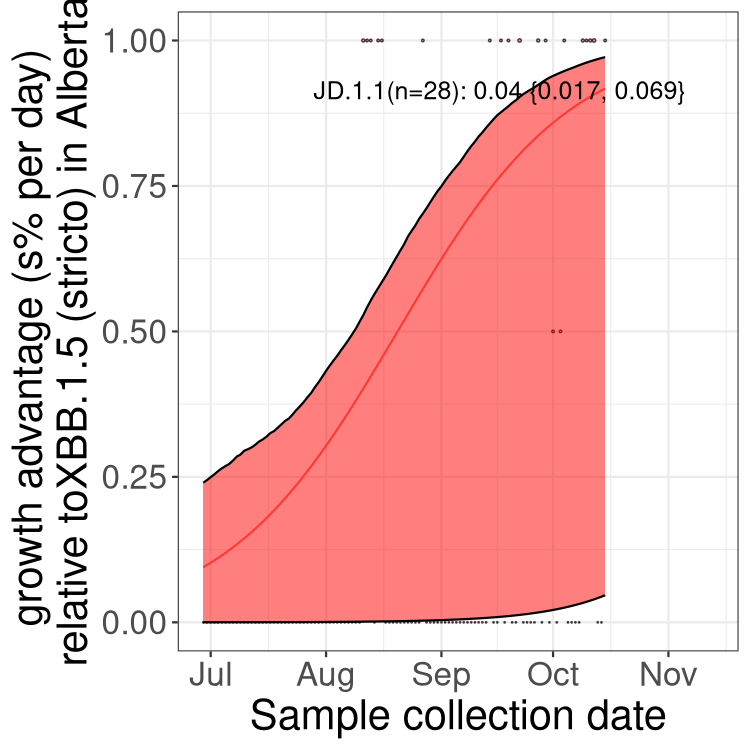 growth advantage (s% per day)
relative toXBB.1.5 (stricto) in Alberta
1.00
0.75
0.50
0.25
0.00
JD.1.1(n=28): 0.04 {0.017, 0.069}
Jul Aug Sep Oct Nov
Sample collection date